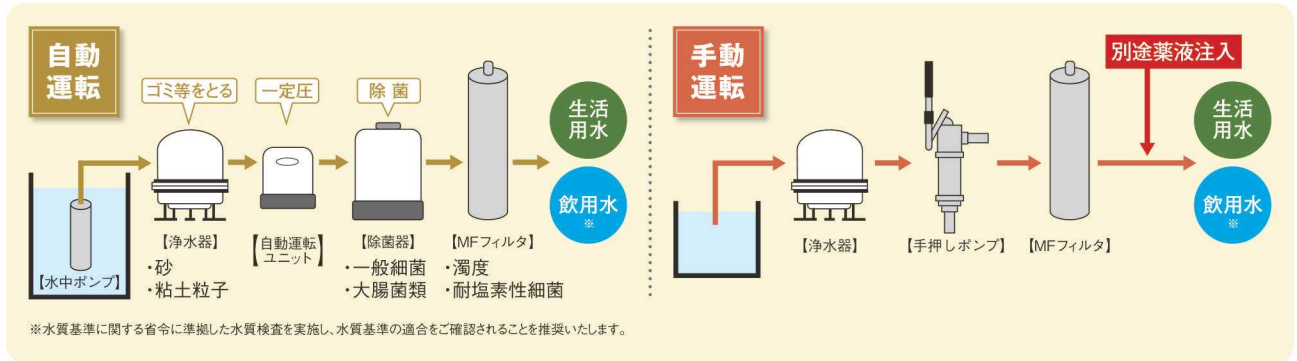 自動
運転
ゴミ等をとる
一定圧
除菌
生活
用水
飲用水
※
【水中ポンプ】
【浄水器】
・砂
・粘土粒子
【自動運転
ユニット】
【除菌器】
・一般細菌
・大腸菌類
【MFフィルタ】
・濁度
・耐塩素性細菌
手動
運転
別途薬液注入
生活
用水
飲用水
※
【浄水器】
【手押しポンプ】
【MFフィルタ】
※水質基準に関する省令に準拠した水質検査を実施し、水質基準の適合をご確認されることを推奨いたします。